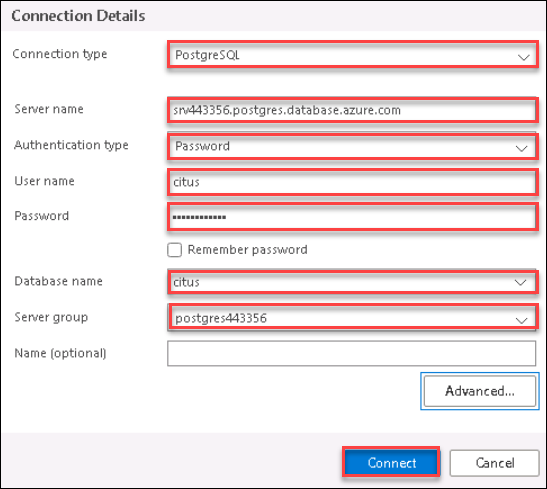 Connection Details
Connection type PostgreSQL
Server name srv443356.postgres.database.azure.com
Authentication type Password
User name citus
Password ••••••••••••
Remember password
Database name citus
Server group postgres443356
Name (optional)
Advanced...
Connect Cancel